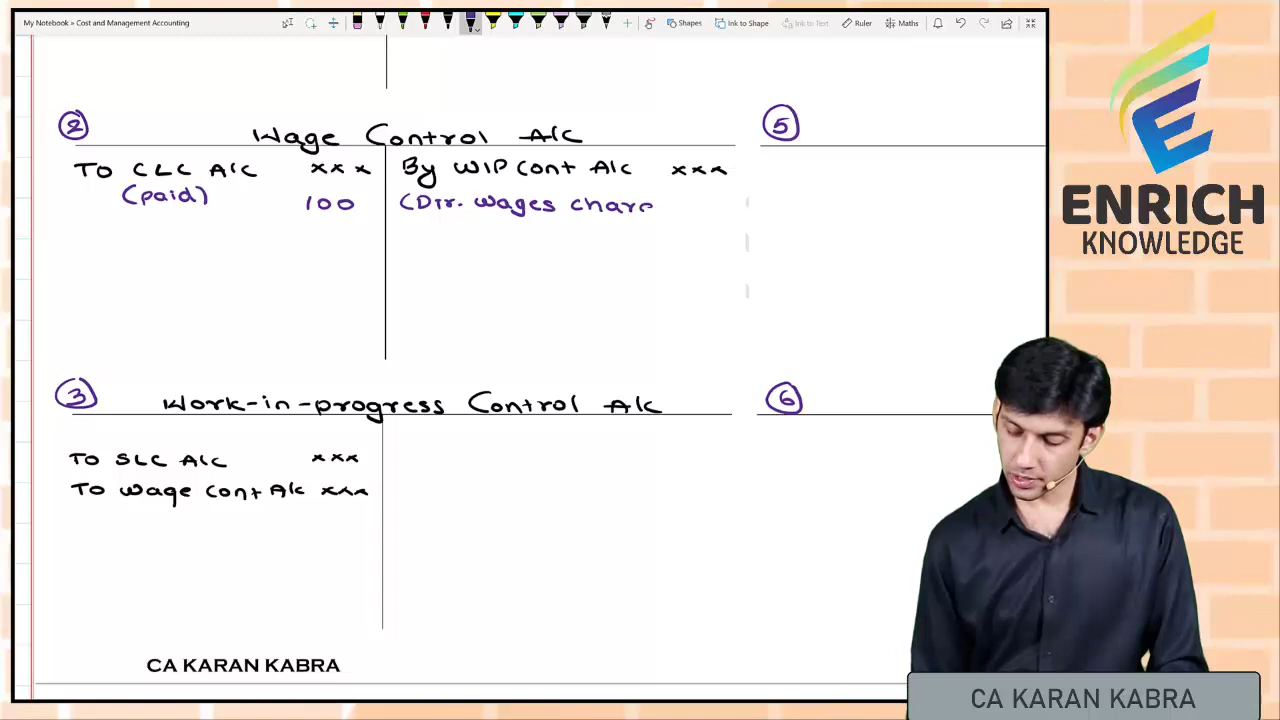 My Notebook » Cost and Management Accounting
Shapes
Ink to Shape
Ink to Text
Ruler
Maths
2
Wage Control A/C
To CLC A/C xxx
(paid) 100
By WIP Cont A/C xxx
(Dir. wages charg
5
3
Work-in-progress Control A/C
To SLC A/C xxx
To Wage Cont A/C xxx
6
CA KARAN KABRA
ENRICH
KNOWLEDGE
CA KARAN KABRA